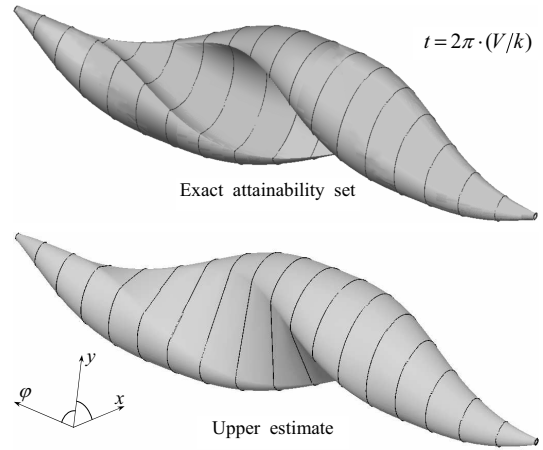 t = 2π · (V/k)
Exact attainability set
y
φ
x
Upper estimate